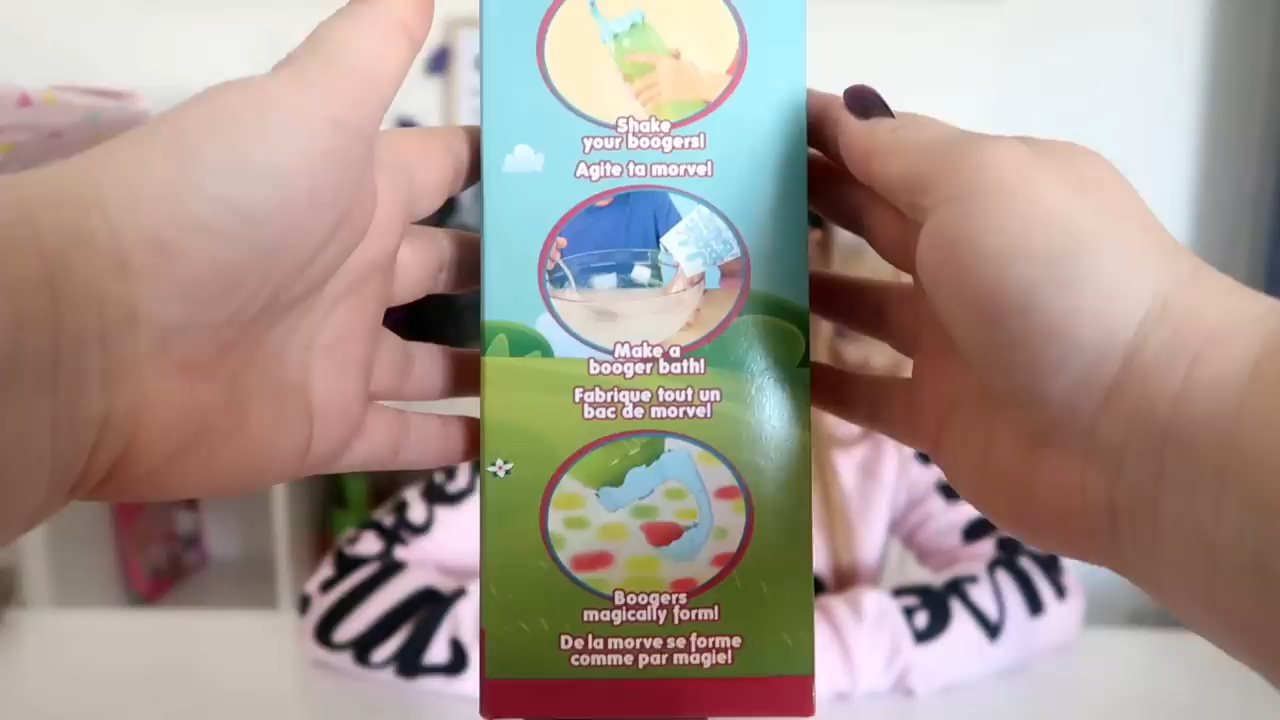 Shake
your boogers!
Agite ta morve!
Make a
booger bath!
Fabrique tout un
bac de morve!
Boogers
magically form!
De la morve se forme
comme par magie!